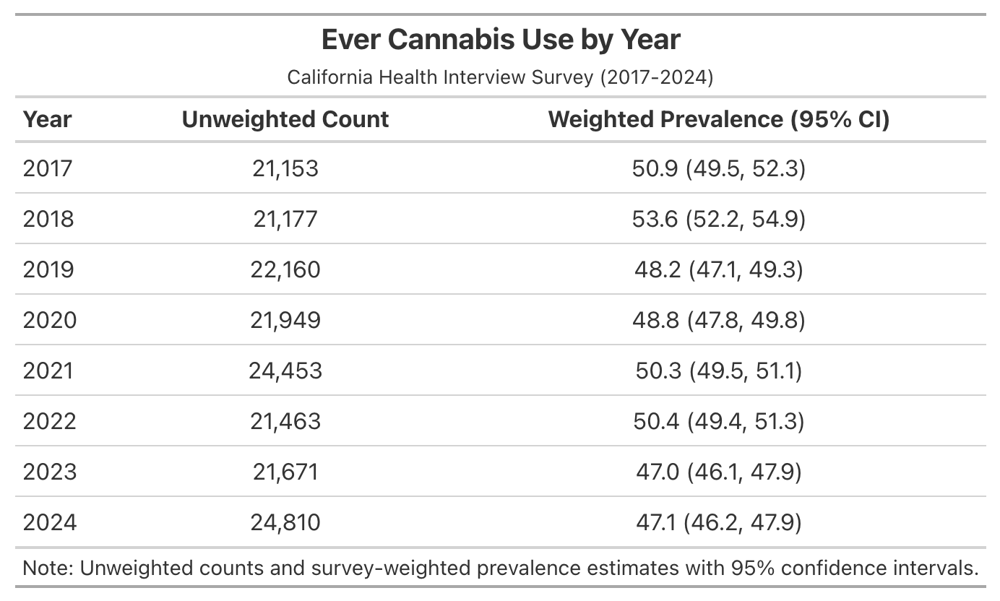 Ever Cannabis Use by Year
California Health Interview Survey (2017-2024)
Year Unweighted Count Weighted Prevalence (95% CI)
2017 21,153 50.9 (49.5, 52.3)
2018 21,177 53.6 (52.2, 54.9)
2019 22,160 48.2 (47.1, 49.3)
2020 21,949 48.8 (47.8, 49.8)
2021 24,453 50.3 (49.5, 51.1)
2022 21,463 50.4 (49.4, 51.3)
2023 21,671 47.0 (46.1, 47.9)
2024 24,810 47.1 (46.2, 47.9)
Note: Unweighted counts and survey-weighted prevalence estimates with 95% confidence intervals.